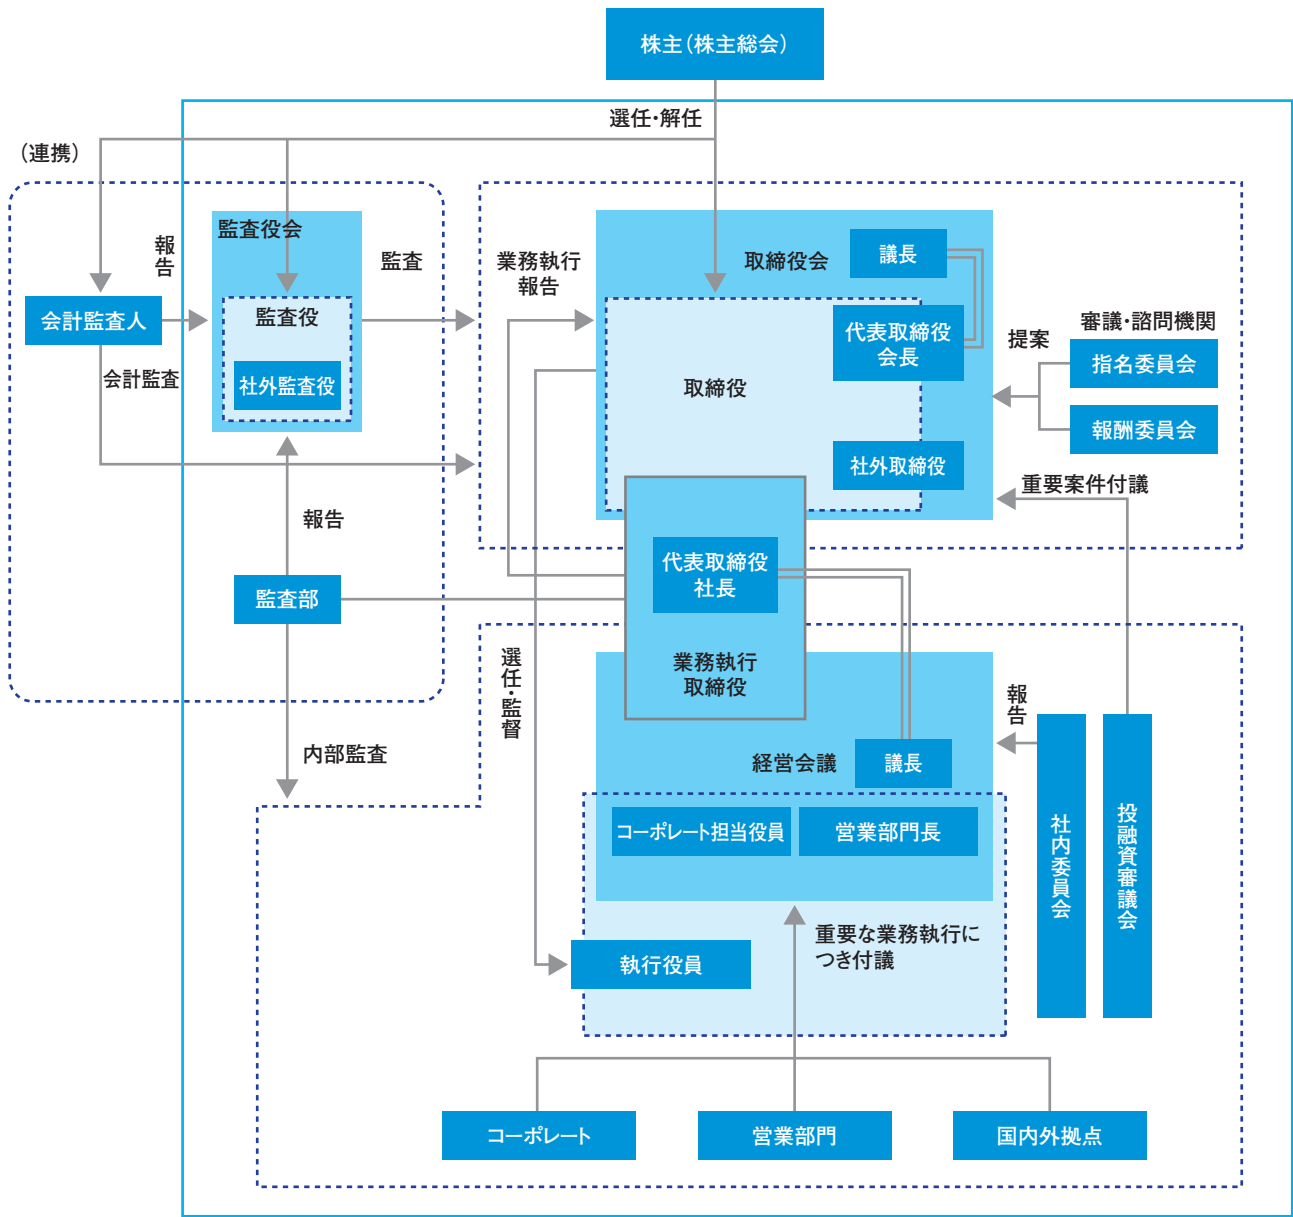 株主（株主総会）
選任・解任
（連携）
監査役会
報告
監査
会計監査人
監査役
社外監査役
会計監査
業務執行
報告
取締役会
議長
代表取締役
会長
取締役
社外取締役
審議・諮問機関
提案
指名委員会
報酬委員会
重要案件付議
報告
監査部
内部監査
代表取締役
社長
業務執行
取締役
選任・監督
経営会議
議長
コーポレート担当役員
営業部門長
報告
社内委員会
投融資審議会
重要な業務執行に
つき付議
執行役員
コーポレート
営業部門
国内外拠点